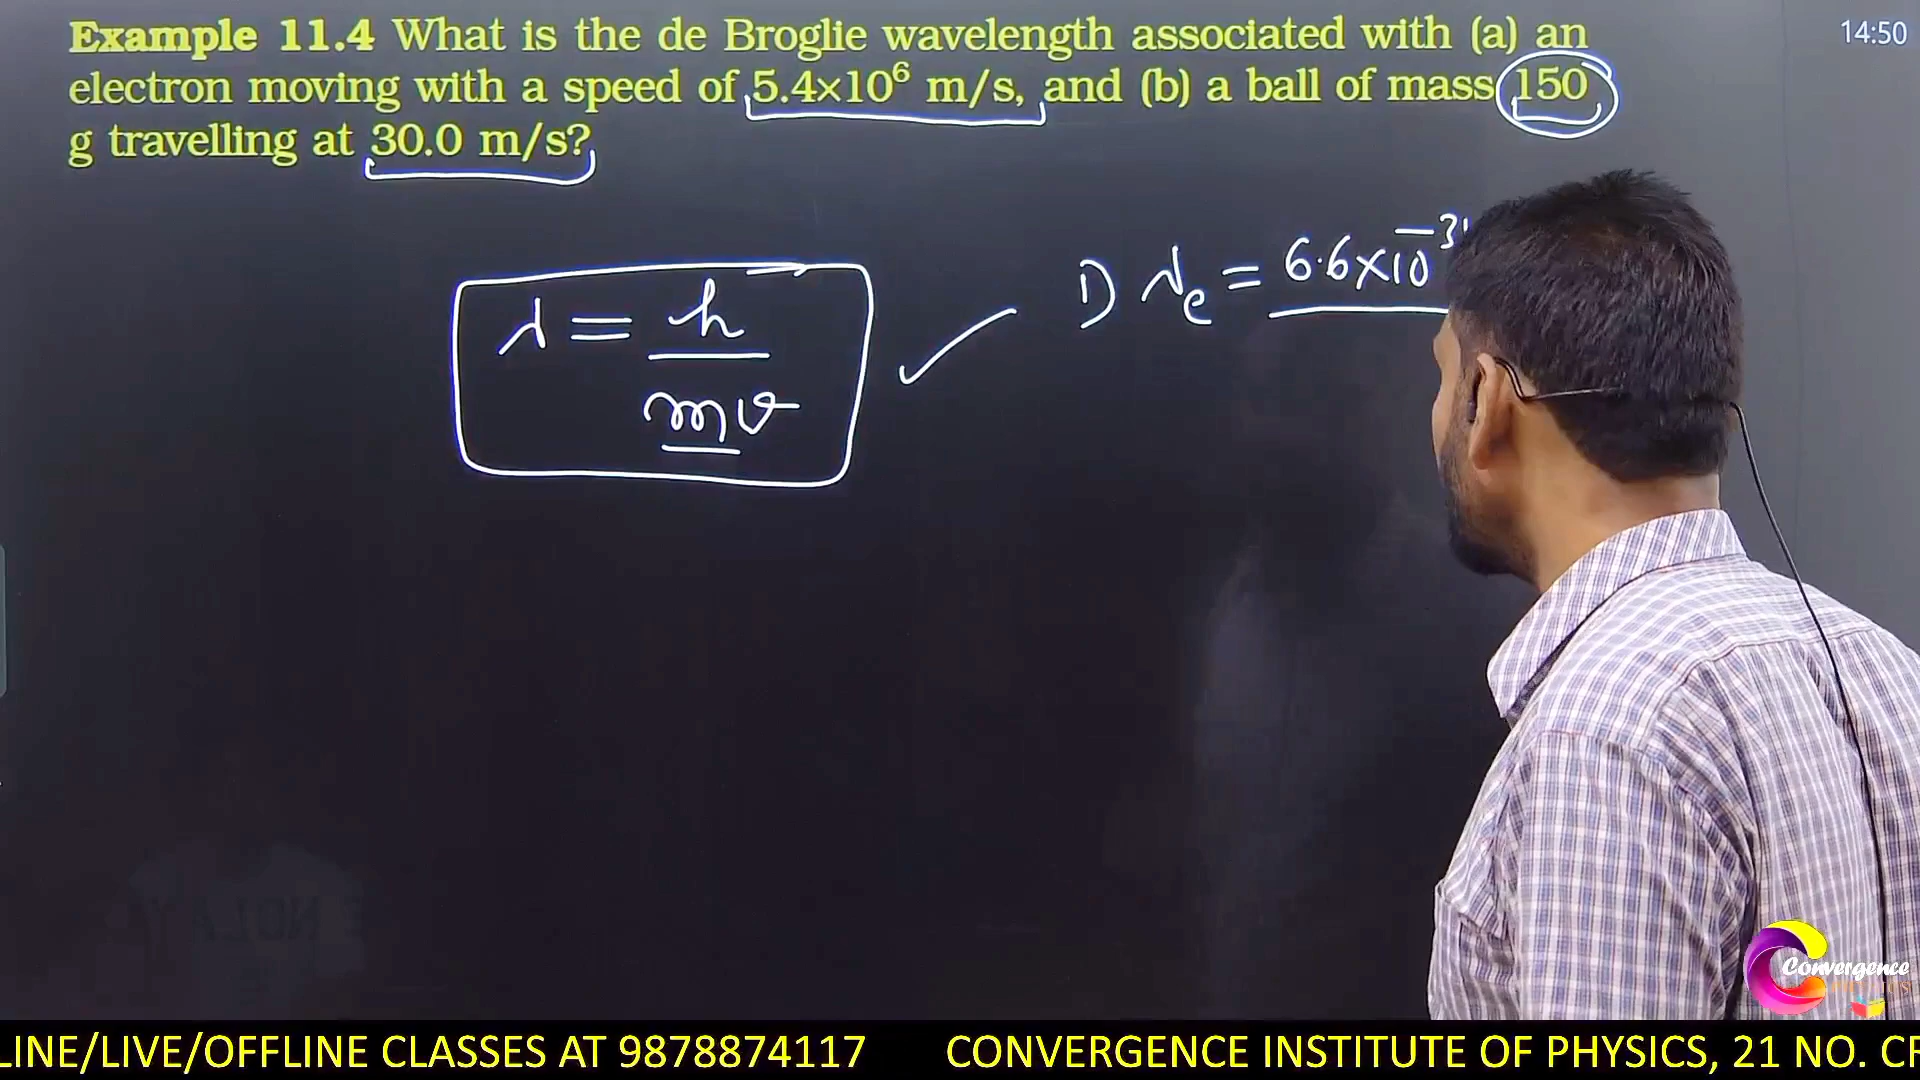 Example 11.4 What is the de Broglie wavelength associated with (a) an
electron moving with a speed of 5.4×10⁶ m/s, and (b) a ball of mass 150
g travelling at 30.0 m/s?
14:50
λ = h
mv
1) λe = 6.6×10⁻³
Convergence
PHYSICS
LINE/LIVE/OFFLINE CLASSES AT 9878874117 CONVERGENCE INSTITUTE OF PHYSICS, 21 NO. CR